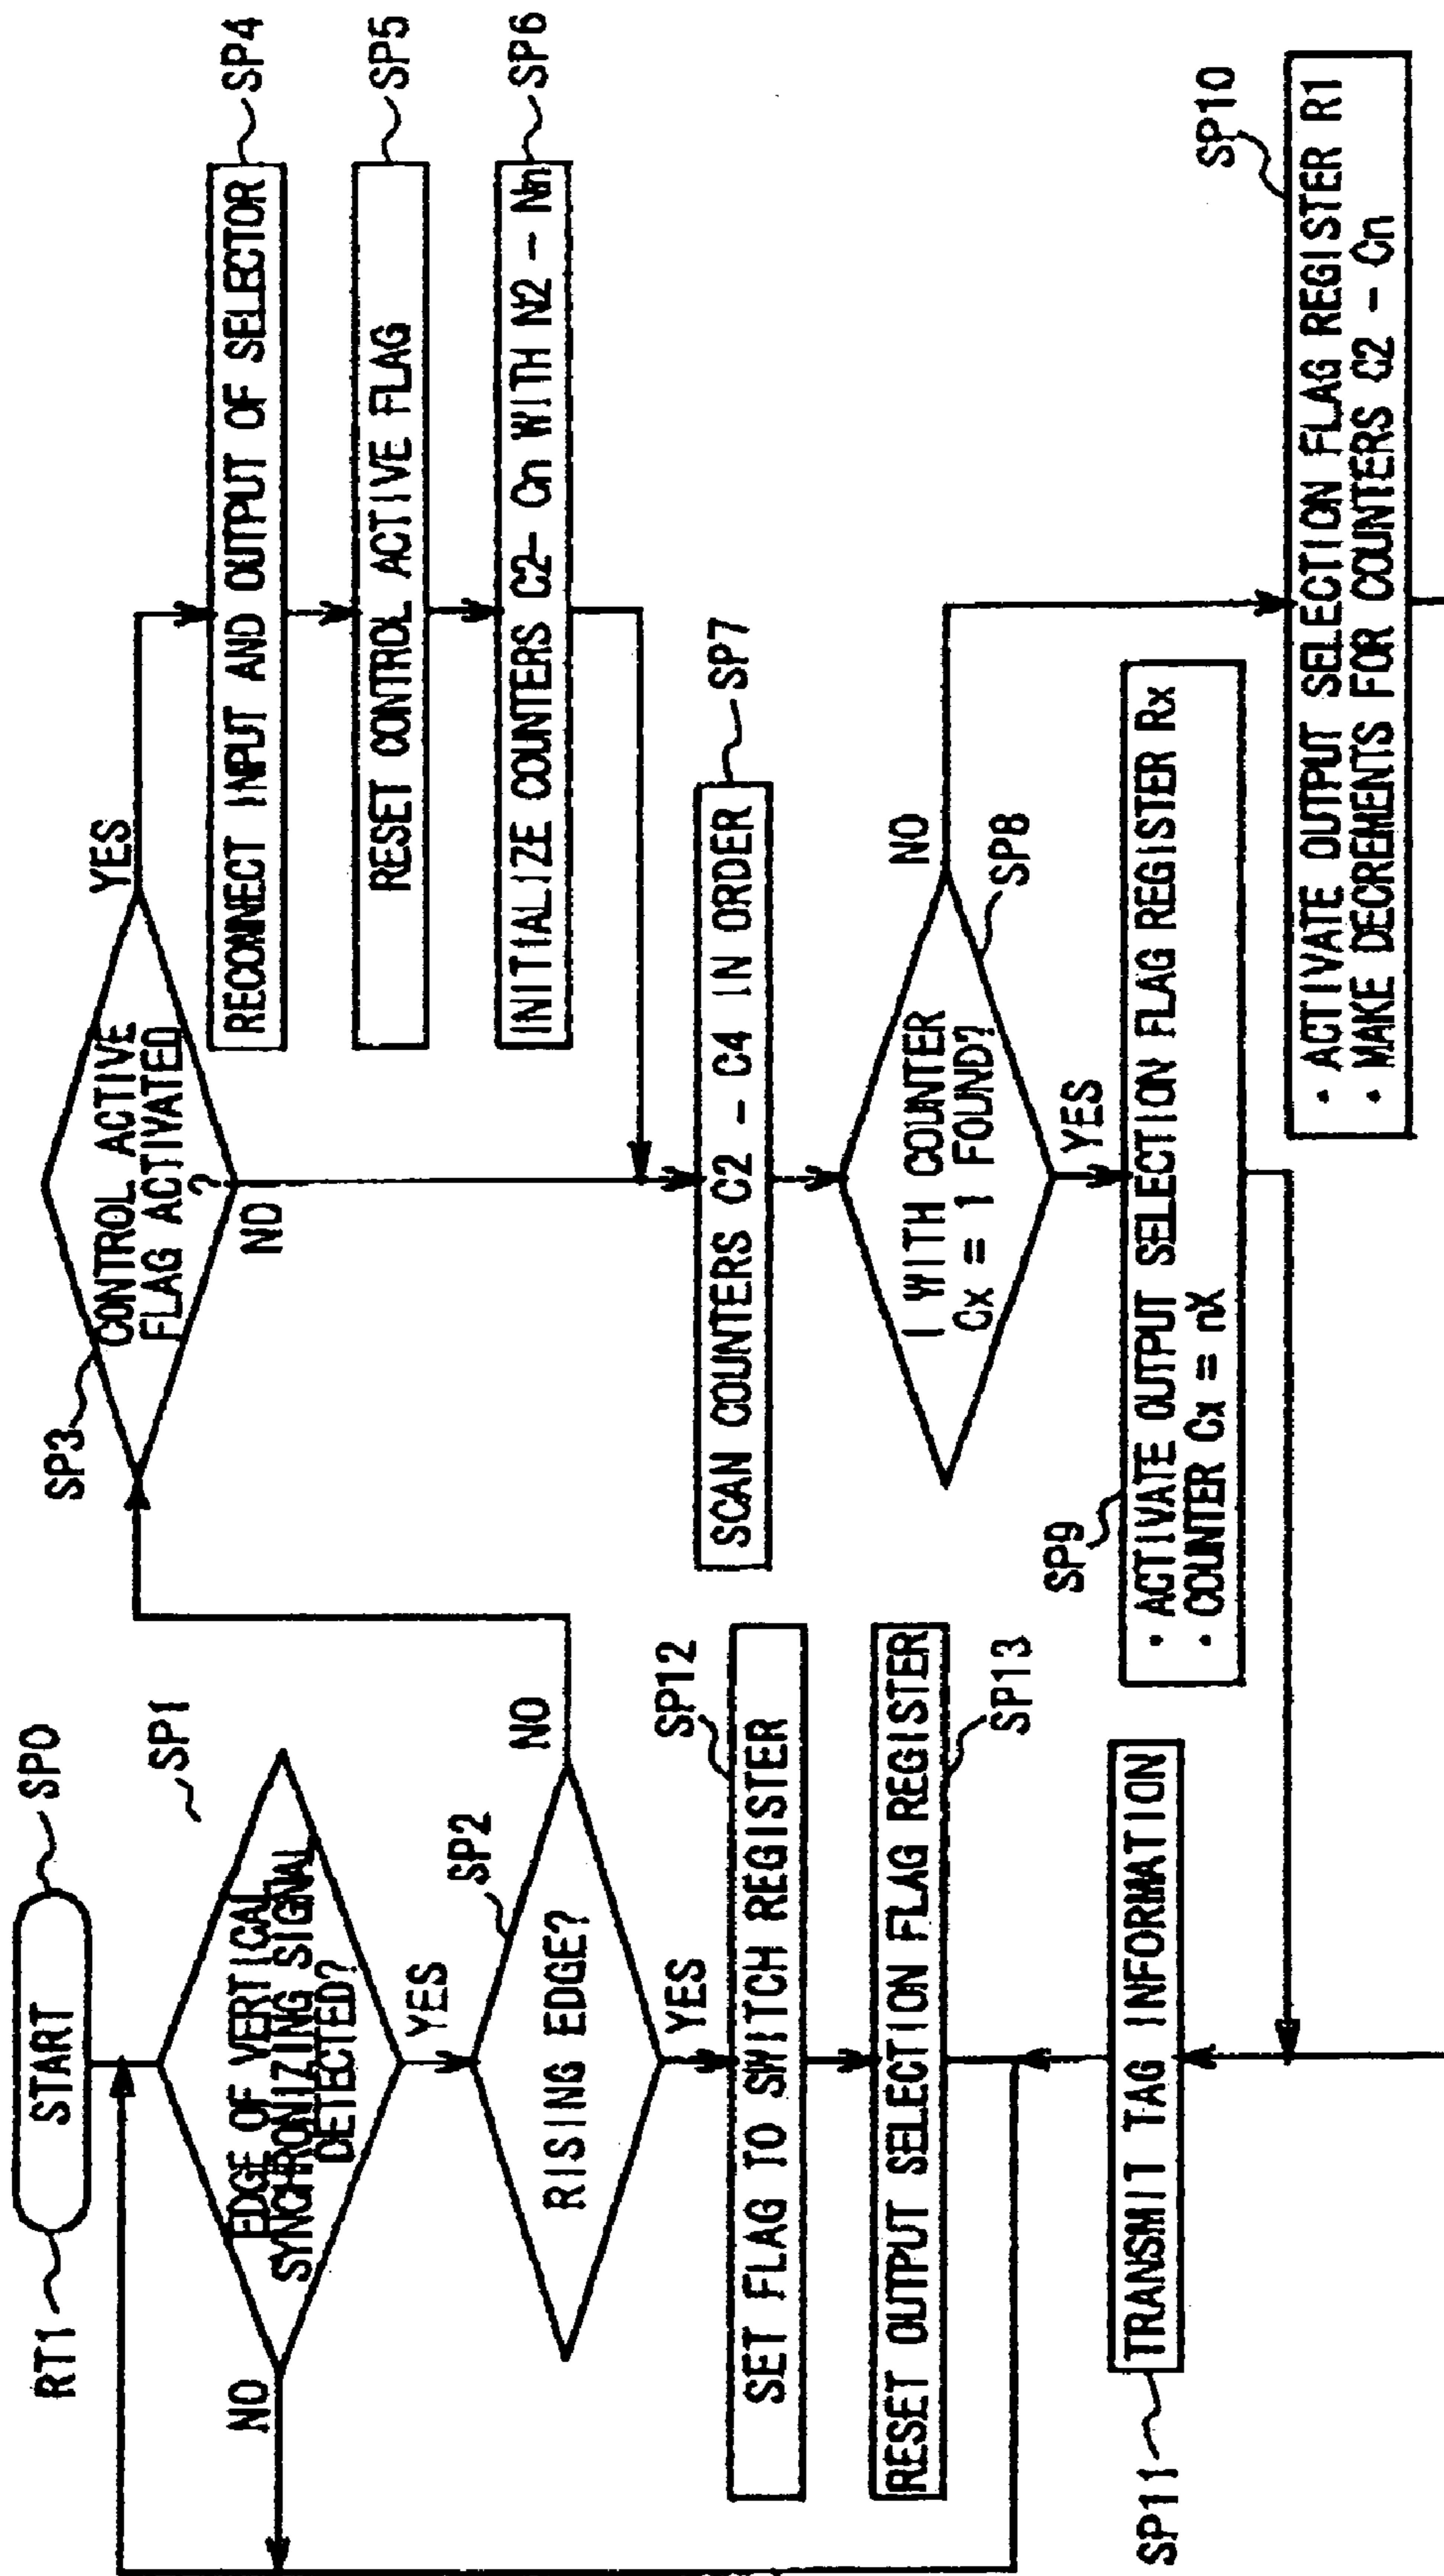 RT1
START
SP0
EDGE OF VERTICAL
SYNCHRONIZING SIGNAL
DETECTED?
SP1
NO
YES
RISING EDGE?
SP2
NO
YES
SET FLAG TO SWITCH REGISTER
SP12
RESET OUTPUT SELECTION FLAG REGISTER
SP13
TRANSMIT TAG INFORMATION
SP11
SP3
CONTROL ACTIVE
FLAG ACTIVATED
?
YES
NO
RECONNECT INPUT AND OUTPUT OF SELECTOR
SP4
RESET CONTROL ACTIVE FLAG
SP5
INITIALIZE COUNTERS C2- Cn WITH N2 - Nn
SP6
SCAN COUNTERS C2 - C4 IN ORDER
SP7
I WITH COUNTER
Cx = 1 FOUND?
SP8
NO
YES
SP9
· ACTIVATE OUTPUT SELECTION FLAG REGISTER Rx
· COUNTER Cx = nX
SP10
· ACTIVATE OUTPUT SELECTION FLAG REGISTER R1
· MAKE DECREMENTS FOR COUNTERS C2 - Cn